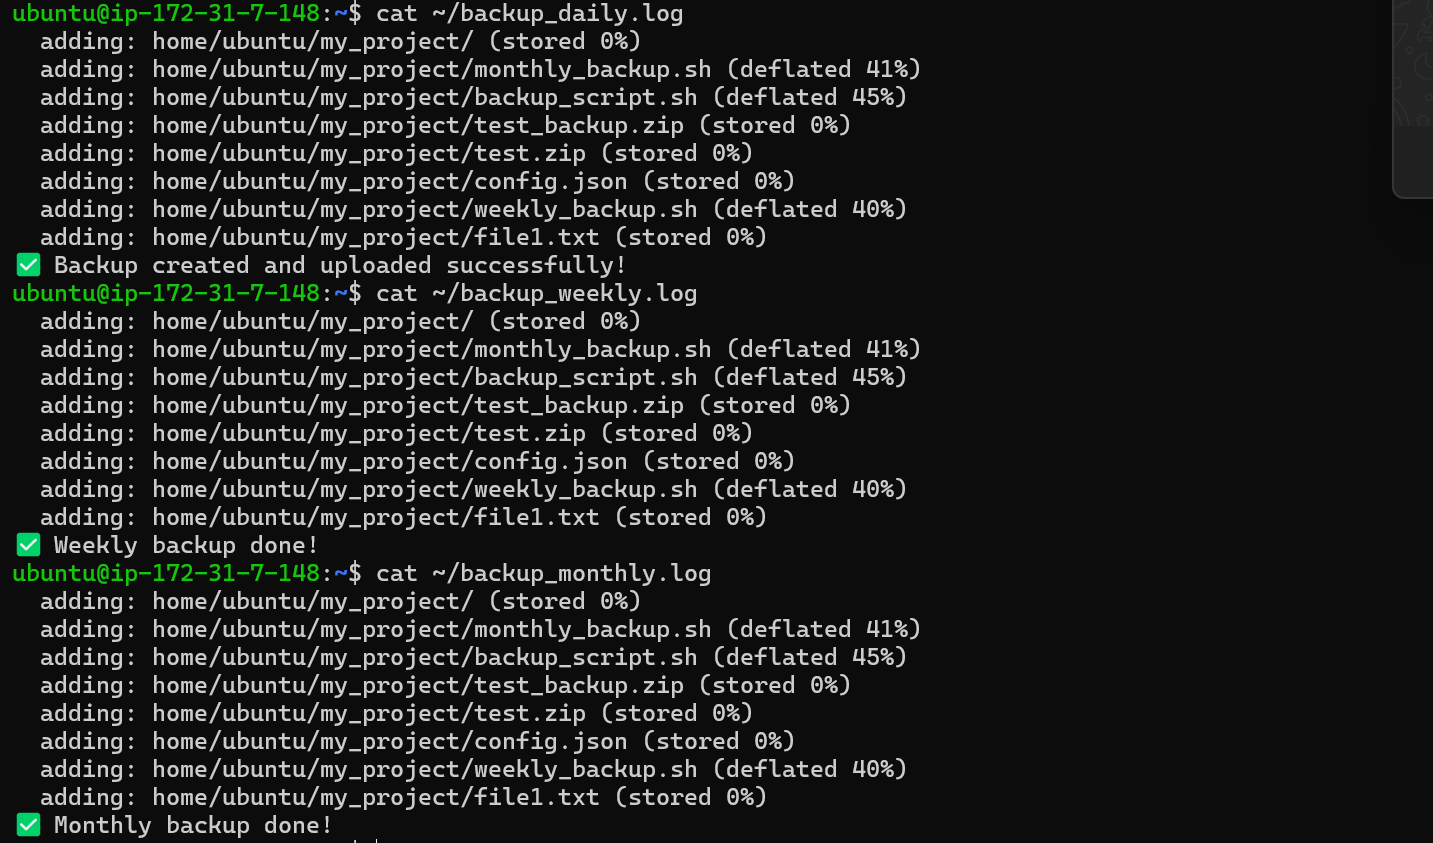 ubuntu@ip-172-31-7-148:~$ cat ~/backup_daily.log
  adding: home/ubuntu/my_project/ (stored 0%)
  adding: home/ubuntu/my_project/monthly_backup.sh (deflated 41%)
  adding: home/ubuntu/my_project/backup_script.sh (deflated 45%)
  adding: home/ubuntu/my_project/test_backup.zip (stored 0%)
  adding: home/ubuntu/my_project/test.zip (stored 0%)
  adding: home/ubuntu/my_project/config.json (stored 0%)
  adding: home/ubuntu/my_project/weekly_backup.sh (deflated 40%)
  adding: home/ubuntu/my_project/file1.txt (stored 0%)
✅ Backup created and uploaded successfully!
ubuntu@ip-172-31-7-148:~$ cat ~/backup_weekly.log
  adding: home/ubuntu/my_project/ (stored 0%)
  adding: home/ubuntu/my_project/monthly_backup.sh (deflated 41%)
  adding: home/ubuntu/my_project/backup_script.sh (deflated 45%)
  adding: home/ubuntu/my_project/test_backup.zip (stored 0%)
  adding: home/ubuntu/my_project/test.zip (stored 0%)
  adding: home/ubuntu/my_project/config.json (stored 0%)
  adding: home/ubuntu/my_project/weekly_backup.sh (deflated 40%)
  adding: home/ubuntu/my_project/file1.txt (stored 0%)
✅ Weekly backup done!
ubuntu@ip-172-31-7-148:~$ cat ~/backup_monthly.log
  adding: home/ubuntu/my_project/ (stored 0%)
  adding: home/ubuntu/my_project/monthly_backup.sh (deflated 41%)
  adding: home/ubuntu/my_project/backup_script.sh (deflated 45%)
  adding: home/ubuntu/my_project/test_backup.zip (stored 0%)
  adding: home/ubuntu/my_project/test.zip (stored 0%)
  adding: home/ubuntu/my_project/config.json (stored 0%)
  adding: home/ubuntu/my_project/weekly_backup.sh (deflated 40%)
  adding: home/ubuntu/my_project/file1.txt (stored 0%)
✅ Monthly backup done!